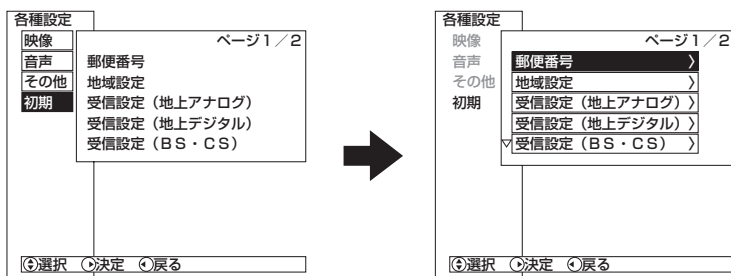 各種設定
映像
音声
その他
初期
ページ1／2
郵便番号
地域設定
受信設定（地上アナログ）
受信設定（地上デジタル）
受信設定（BS・CS）
選択 決定 戻る
各種設定
映像
音声
その他
初期
ページ1／2
郵便番号 〉
地域設定 〉
受信設定（地上アナログ）〉
受信設定（地上デジタル）〉
▽受信設定（BS・CS） 〉
選択 決定 戻る